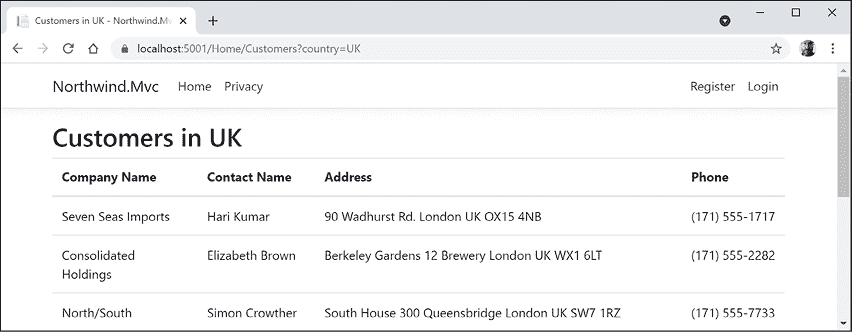 Customers in UK - Northwind.Mv
localhost:5001/Home/Customers?country=UK
Northwind.Mvc Home Privacy Register Login
Customers in UK
Company Name Contact Name Address Phone
Seven Seas Imports Hari Kumar 90 Wadhurst Rd. London UK OX15 4NB (171) 555-1717
Consolidated Elizabeth Brown Berkeley Gardens 12 Brewery London UK WX1 6LT (171) 555-2282
Holdings
North/South Simon Crowther South House 300 Queensbridge London UK SW7 1RZ (171) 555-7733